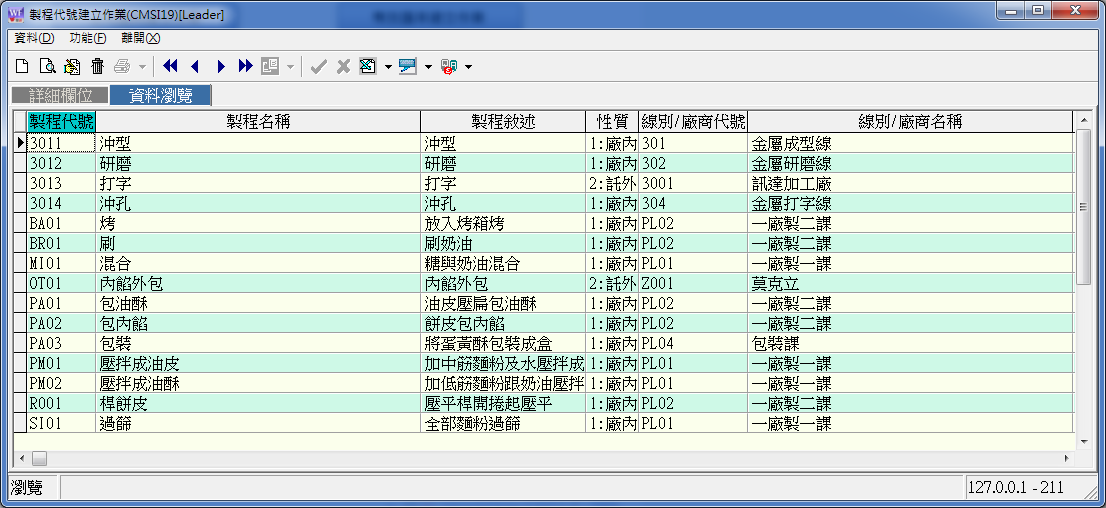 製程代號建立作業(CMSI19)[Leader]
資料(D) 功能(F) 離開(X)
詳細欄位 資料瀏覽
製程代號 製程名稱 製程敘述 性質 線別/廠商代號 線別/廠商名稱
3011 沖型 沖型 1:廠內 301 金屬成型線
3012 研磨 研磨 1:廠內 302 金屬研磨線
3013 打字 打字 2:託外 3001 訊達加工廠
3014 沖孔 沖孔 1:廠內 304 金屬打字線
BA01 烤 放入烤箱烤 1:廠內 PL02 一廠製二課
BR01 刷 刷奶油 1:廠內 PL02 一廠製二課
MI01 混合 糖與奶油混合 1:廠內 PL01 一廠製一課
OT01 內餡外包 內餡外包 2:託外 Z001 莫克立
PA01 包油酥 油皮壓扁包油酥 1:廠內 PL02 一廠製二課
PA02 包內餡 餅皮包內餡 1:廠內 PL02 一廠製二課
PA03 包裝 將蛋黃酥包裝成盒 1:廠內 PL04 包裝課
PM01 壓拌成油皮 加中筋麵粉及水壓拌成 1:廠內 PL01 一廠製一課
PM02 壓拌成油酥 加低筋麵粉跟奶油壓拌 1:廠內 PL01 一廠製一課
RO01 桿餅皮 壓平桿開捲起壓平 1:廠內 PL02 一廠製二課
SI01 過篩 全部麵粉過篩 1:廠內 PL01 一廠製一課
瀏覽 127.0.0.1 - 211